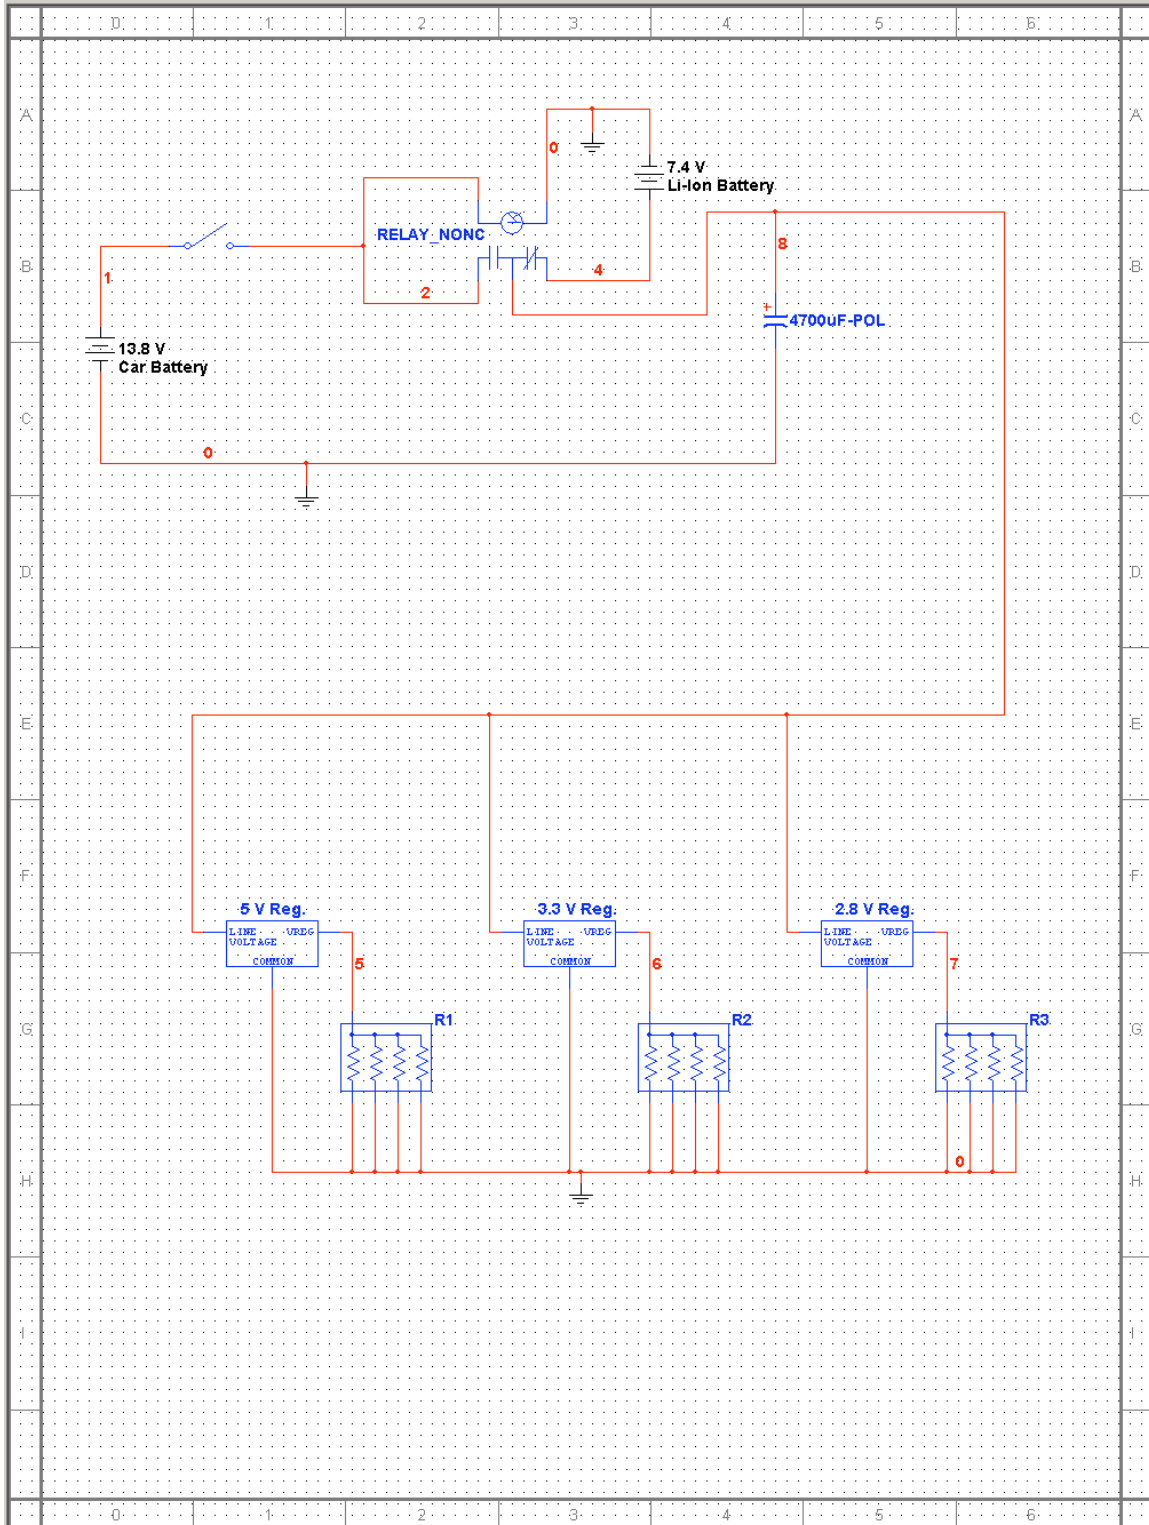 0 1 2 3 4 5 6
A A
0
7.4 V
Li-Ion Battery
RELAY_NONC
8
B B
1
4
2
+
4700uF-POL
13.8 V
Car Battery
C C
0
D D
E E
F F
5 V Reg.
3.3 V Reg.
2.8 V Reg.
LINE VREG
VOLTAGE
COMMON
LINE VREG
VOLTAGE
COMMON
LINE VREG
VOLTAGE
COMMON
5
6
7
G G
R1
R2
R3
0
H H
I I
0 1 2 3 4 5 6